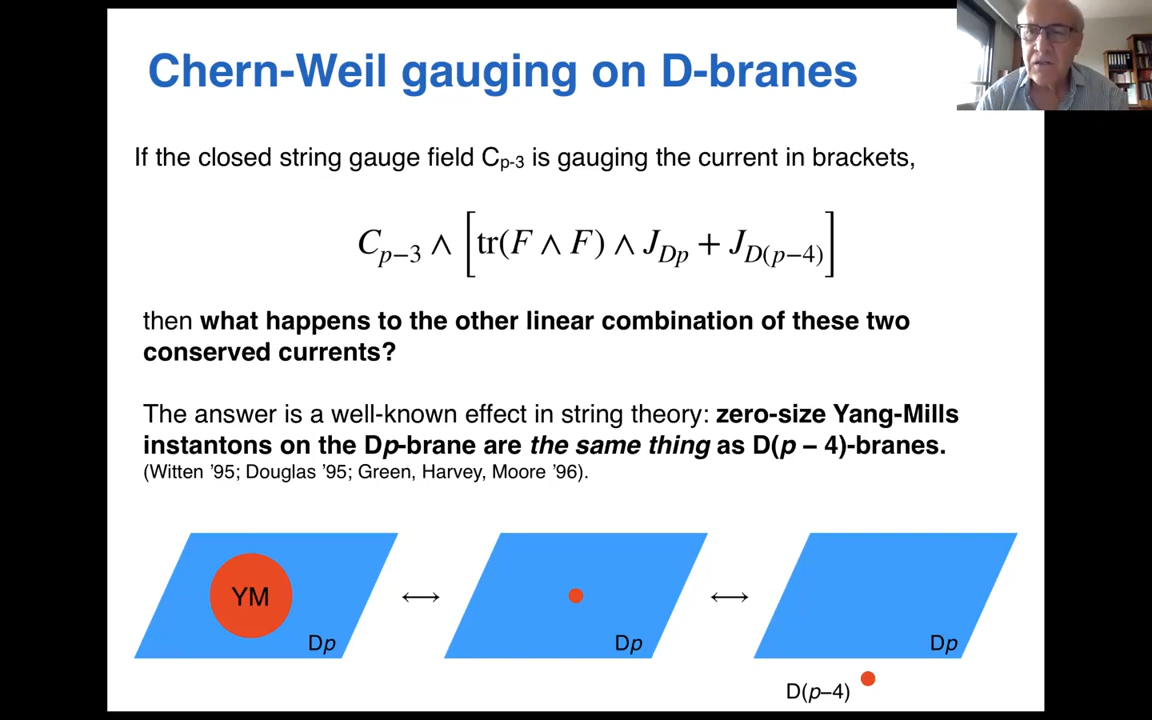 Chern-Weil gauging on D-branes
If the closed string gauge field Cₚ₋₃ is gauging the current in brackets,
Cₚ₋₃ ∧ [tr(F ∧ F) ∧ J_{Dp} + J_{D(p−4)}]
then what happens to the other linear combination of these two
conserved currents?
The answer is a well-known effect in string theory: zero-size Yang-Mills
instantons on the Dp-brane are the same thing as D(p – 4)-branes.
(Witten '95; Douglas '95; Green, Harvey, Moore '96).
YM
Dp
Dp
Dp
D(p–4)